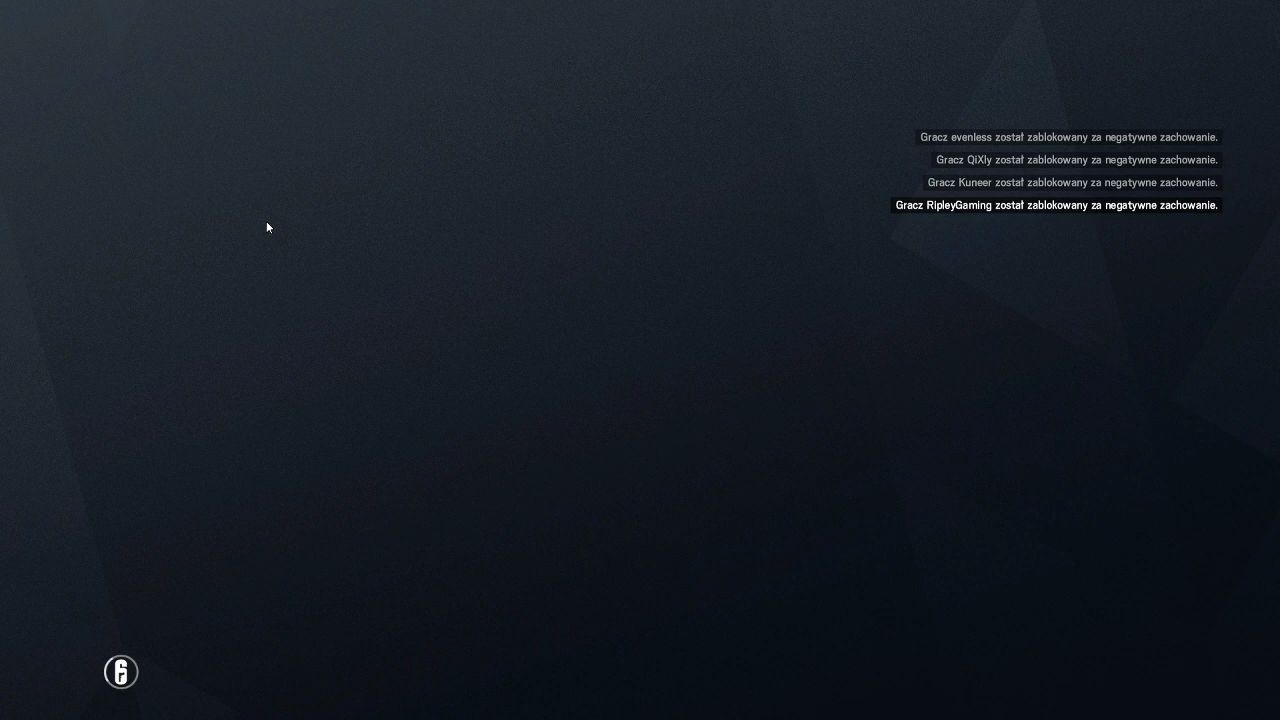 Gracz evenless został zablokowany za negatywne zachowanie.
Gracz QiXly został zablokowany za negatywne zachowanie.
Gracz Kuneer został zablokowany za negatywne zachowanie.
Gracz RipleyGaming został zablokowany za negatywne zachowanie.
6